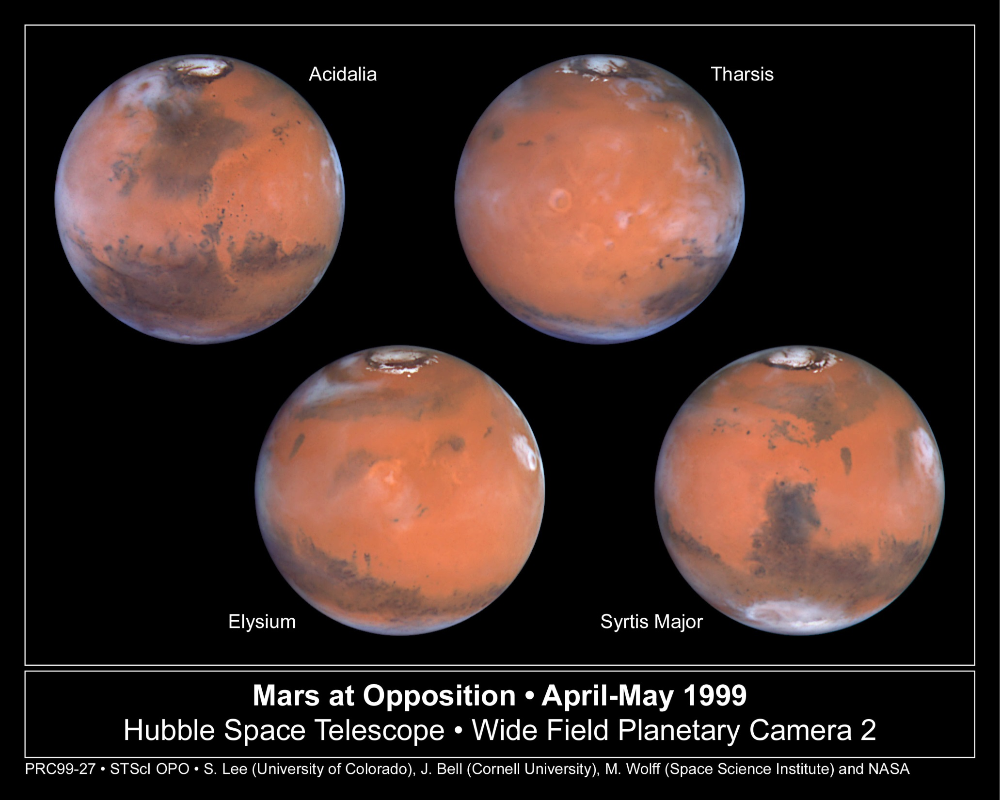 Acidalia
Tharsis
Elysium
Syrtis Major
Mars at Opposition • April-May 1999
Hubble Space Telescope • Wide Field Planetary Camera 2
PRC99-27 • STScI OPO • S. Lee (University of Colorado), J. Bell (Cornell University), M. Wolff (Space Science Institute) and NASA